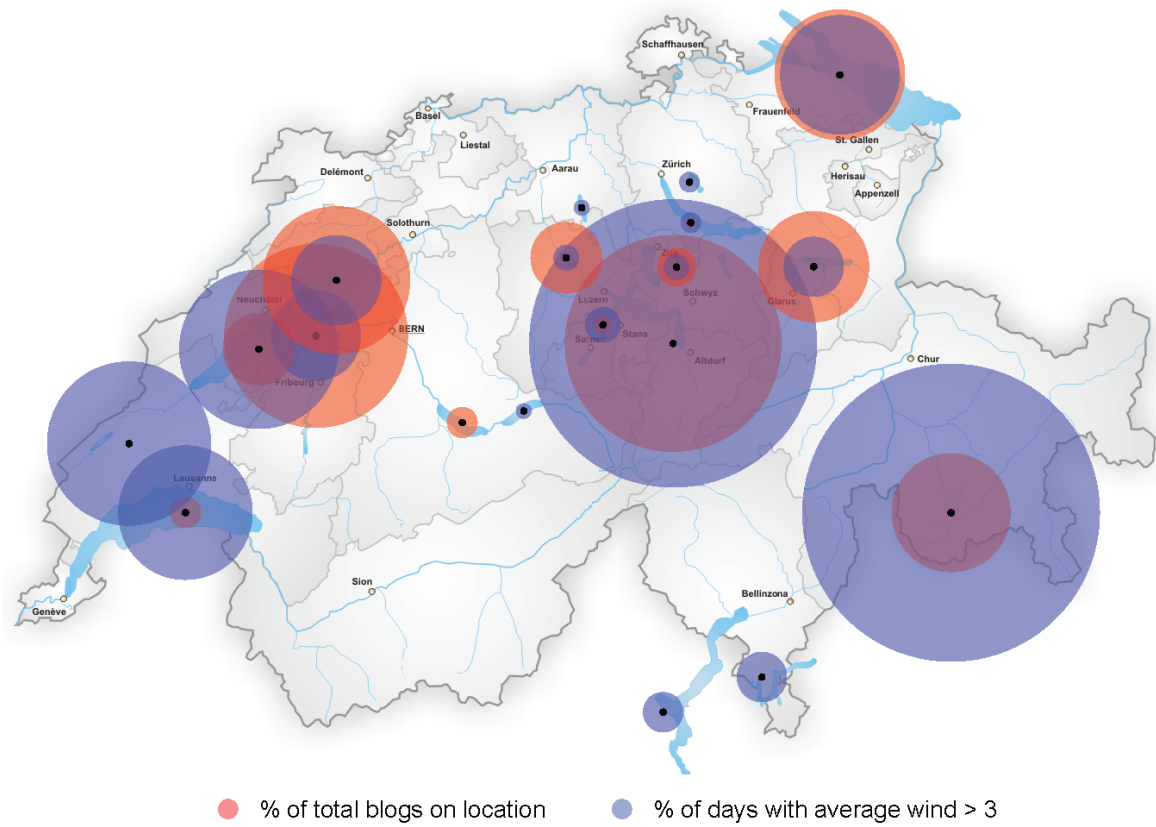 Schaffhausen
Frauenfeld
Basel
Liestal
St. Gallen
Herisau
Appenzell
Zürich
Aarau
Delémont
Solothurn
Zug
Neuchâtel
Luzern
Schwyz
Glarus
BERN
Stans
Sarnen
Altdorf
Chur
Fribourg
Lausanne
Sion
Bellinzona
Genève
% of total blogs on location
% of days with average wind > 3